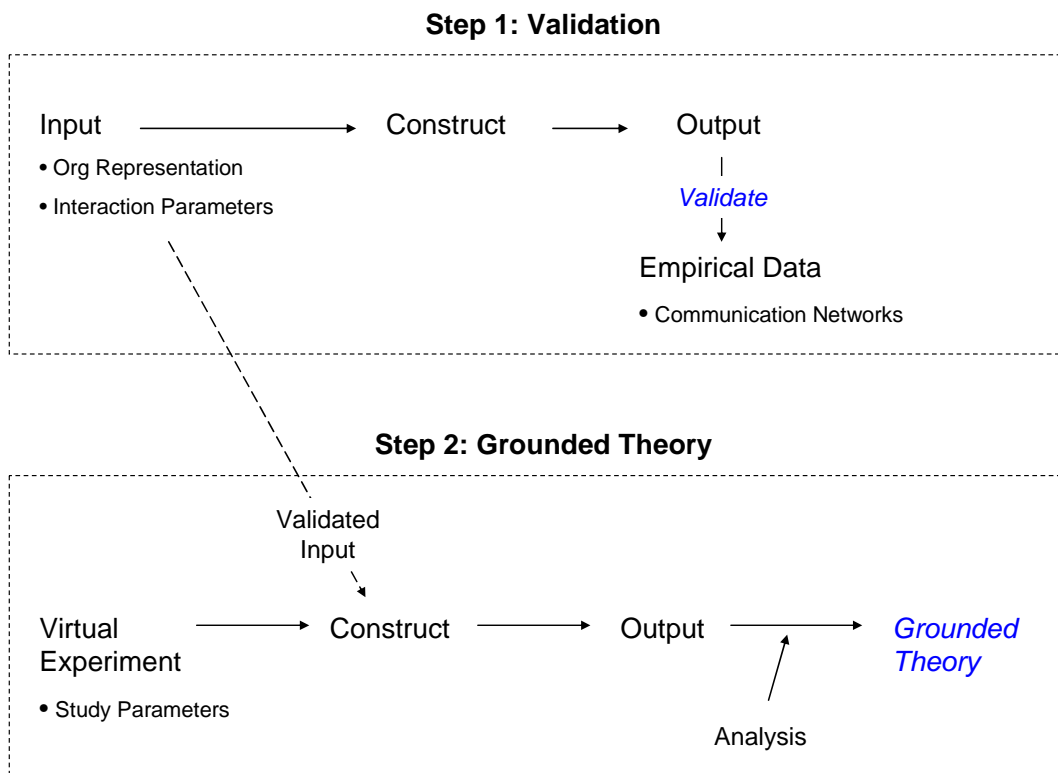 Step 1: Validation
Input
Construct
Output
• Org Representation
• Interaction Parameters
Validate
Empirical Data
• Communication Networks
Step 2: Grounded Theory
Validated
Input
Virtual
Experiment
Construct
Output
Grounded
Theory
• Study Parameters
Analysis